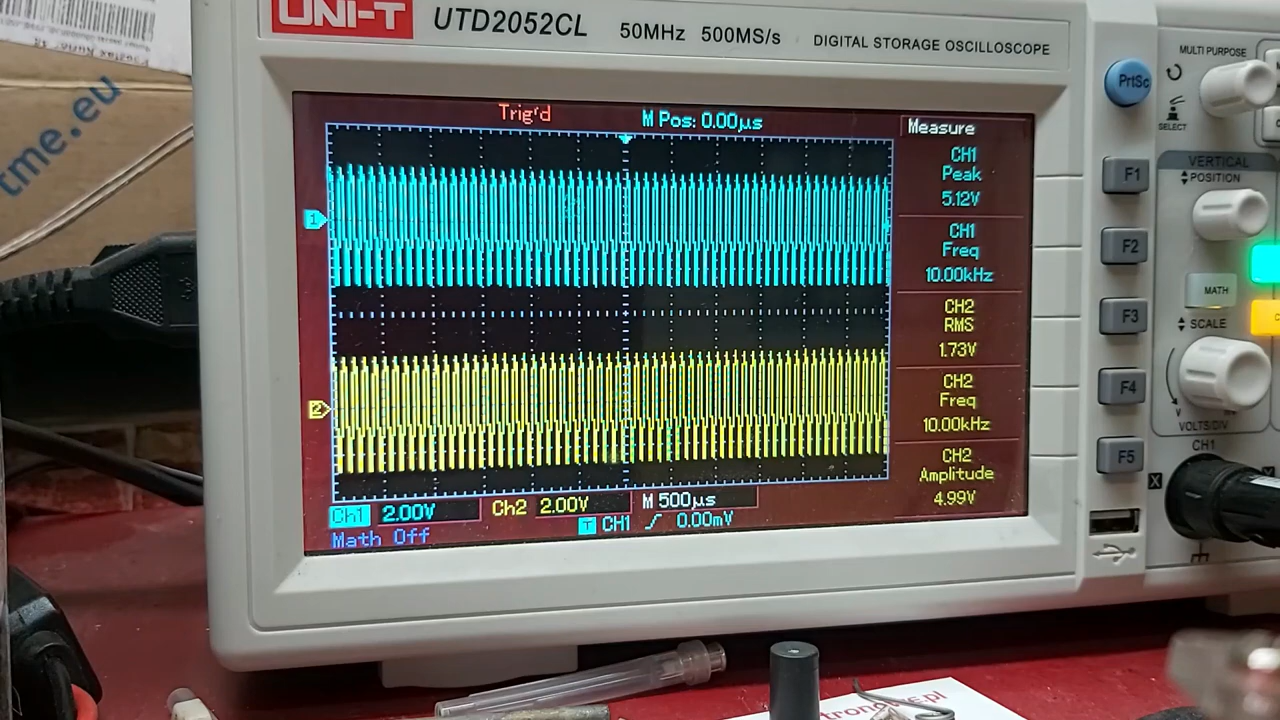 UNI-T UTD2052CL 50MHz 500MS/s DIGITAL STORAGE OSCILLOSCOPE
tme.eu
Trig'd M Pos: 0.00µs
Measure
CH1
Peak
5.12V
CH1
Freq
10.00kHz
CH2
RMS
1.73V
CH2
Freq
10.00kHz
CH2
Amplitude
4.99V
1
2
Ch1 2.00V Ch2 2.00V M 500µs
T CH1 0.00mV
Math Off
PrtSc
F1
F2
F3
F4
F5
MULTI PURPOSE
SELECT
VERTICAL
POSITION
MATH
SCALE
V
VOLTS/DIV
CH1
X